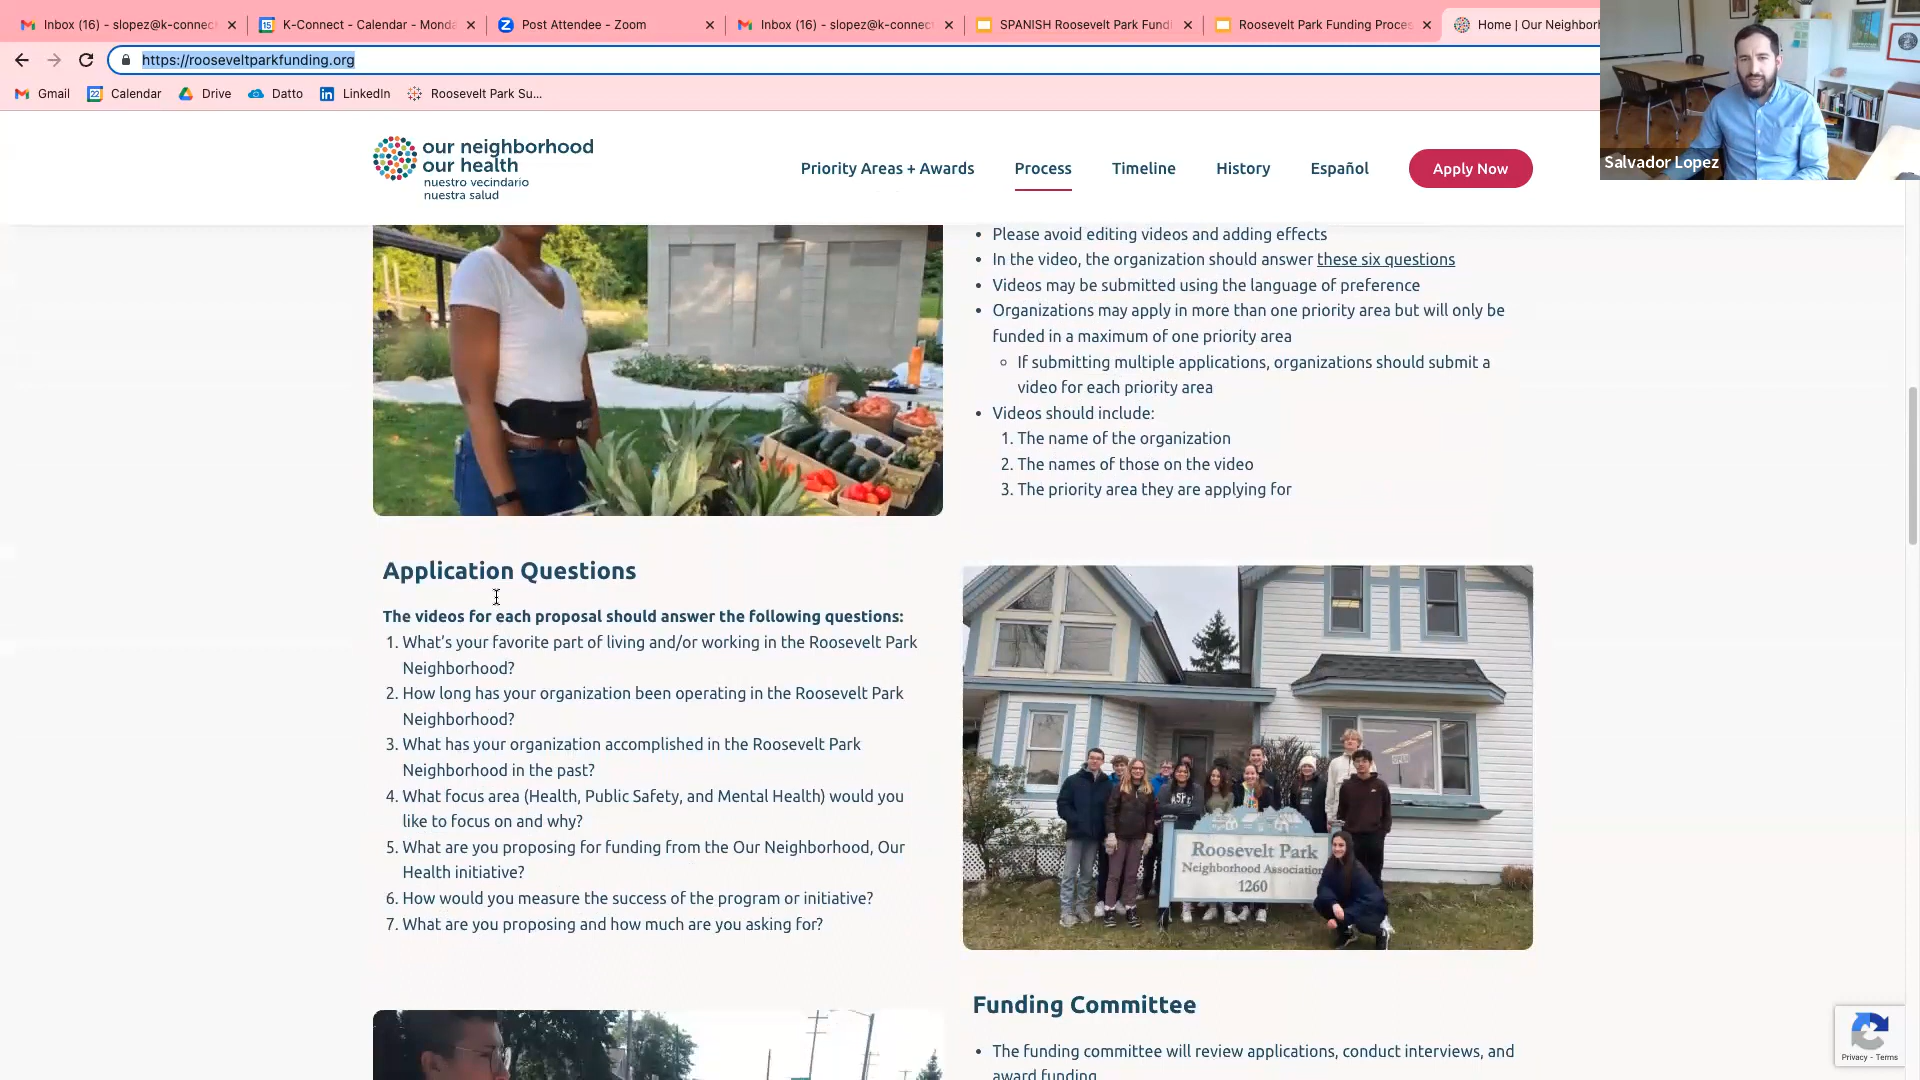 Inbox (16) - slopez@k-connec
K-Connect - Calendar - Monda
Post Attendee - Zoom
Inbox (16) - slopez@k-connec
SPANISH Roosevelt Park Fund
Roosevelt Park Funding Proces
Home | Our Neighborh
https://rooseveltparkfunding.org
Gmail
Calendar
Drive
Datto
LinkedIn
Roosevelt Park Su...
Salvador Lopez
our neighborhood
our health
nuestro vecindario
nuestra salud
Priority Areas + Awards
Process
Timeline
History
Español
Apply Now
• Please avoid editing videos and adding effects
• In the video, the organization should answer these six questions
• Videos may be submitted using the language of preference
• Organizations may apply in more than one priority area but will only be
funded in a maximum of one priority area
○ If submitting multiple applications, organizations should submit a
video for each priority area
• Videos should include:
1. The name of the organization
2. The names of those on the video
3. The priority area they are applying for
Application Questions
The videos for each proposal should answer the following questions:
1. What's your favorite part of living and/or working in the Roosevelt Park
Neighborhood?
2. How long has your organization been operating in the Roosevelt Park
Neighborhood?
3. What has your organization accomplished in the Roosevelt Park
Neighborhood in the past?
4. What focus area (Health, Public Safety, and Mental Health) would you
like to focus on and why?
5. What are you proposing for funding from the Our Neighborhood, Our
Health initiative?
6. How would you measure the success of the program or initiative?
7. What are you proposing and how much are you asking for?
Roosevelt Park
Neighborhood Association
1260
Funding Committee
• The funding committee will review applications, conduct interviews, and
award funding
Privacy - Terms